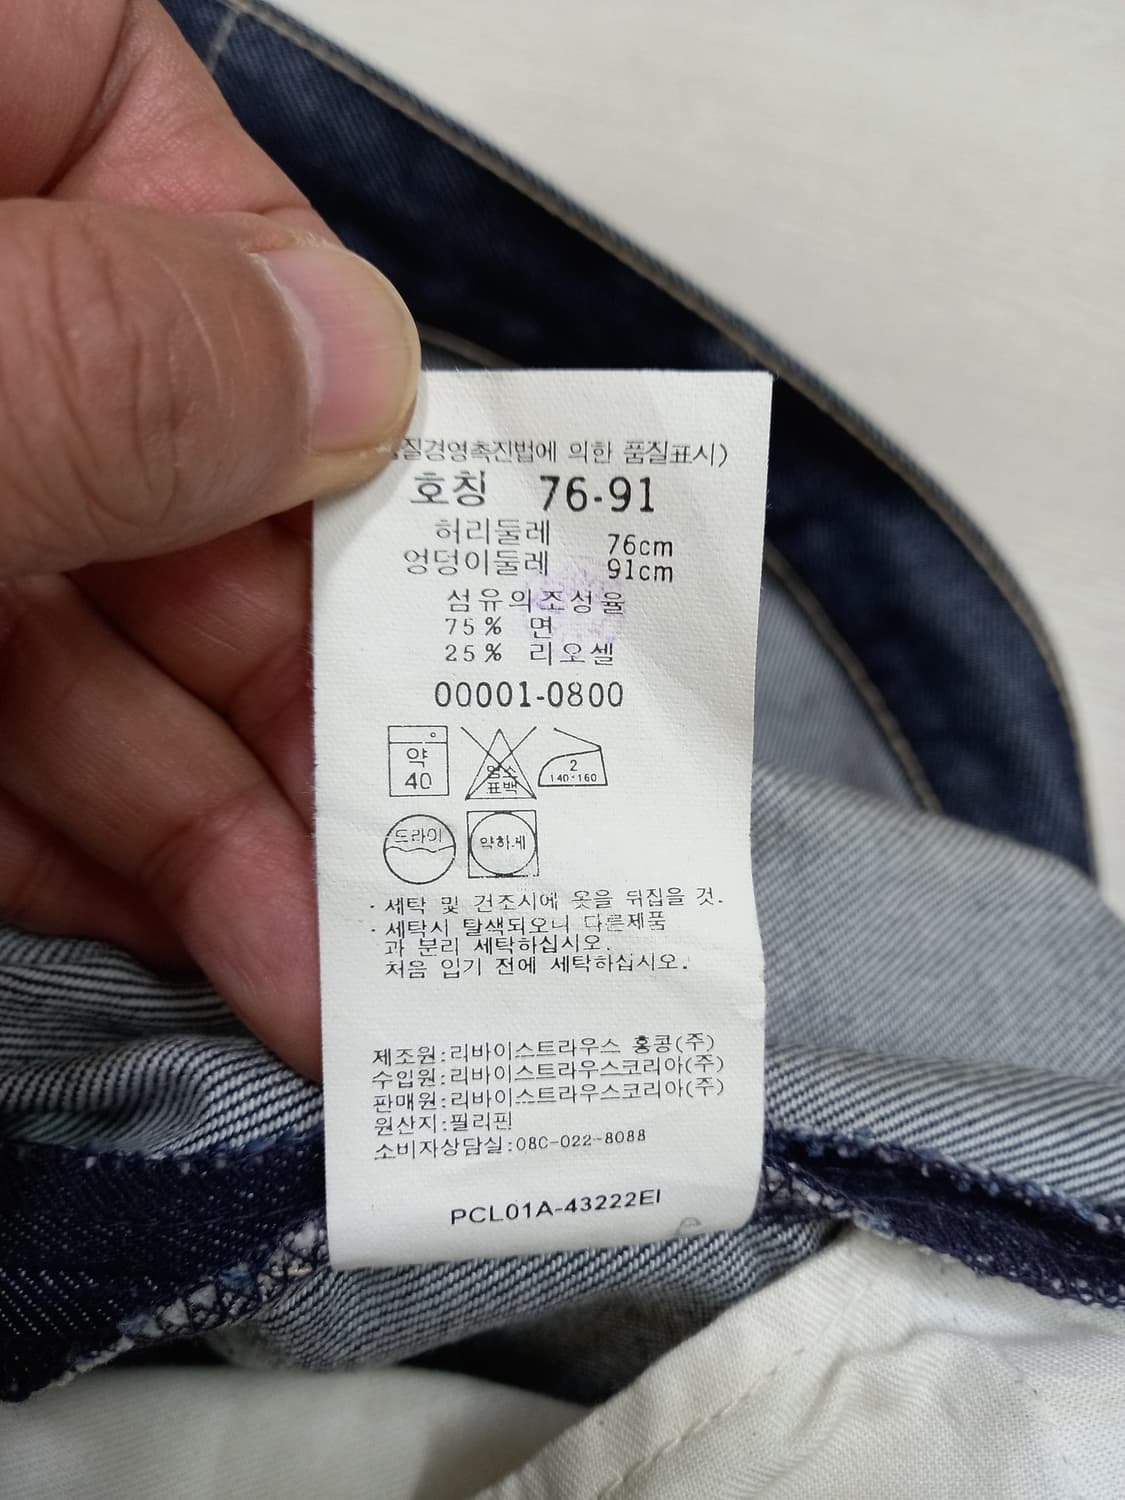 질경영촉진법에 의한 품질표시)
호칭 76-91
허리둘레 76cm
엉덩이둘레 91cm
섬유의조성율
75% 면
25% 리오셀
00001-0800
약
40
염소
표백
2
140·160
드라이
약하게
· 세탁 및 건조시에 옷을 뒤집을 것.
· 세탁시 탈색되오니 다른제품
과 분리 세탁하십시오.
처음 입기 전에 세탁하십시오.
제조원:리바이스트라우스 홍콩(주)
수입원:리바이스트라우스코리아(주)
판매원:리바이스트라우스코리아(주)
원산지:필리핀
소비자상담실:080-022-8088
PCL01A-43222EI